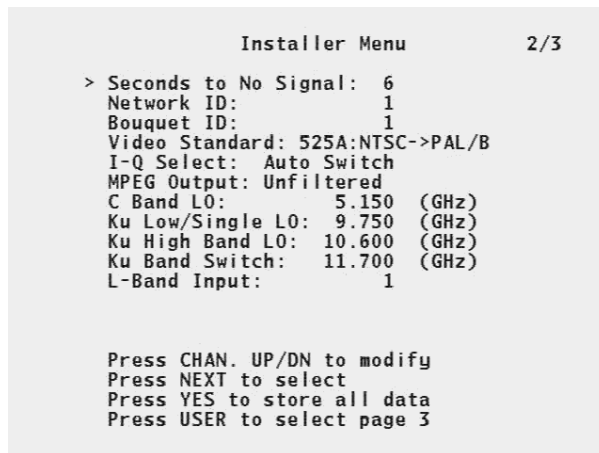 Installer Menu 2/3
> Seconds to No Signal: 6
Network ID: 1
Bouquet ID: 1
Video Standard: 525A:NTSC->PAL/B
I-Q Select: Auto Switch
MPEG Output: Unfiltered
C Band LO: 5.150 (GHz)
Ku Low/Single LO: 9.750 (GHz)
Ku High Band LO: 10.600 (GHz)
Ku Band Switch: 11.700 (GHz)
L-Band Input: 1
Press CHAN. UP/DN to modify
Press NEXT to select
Press YES to store all data
Press USER to select page 3